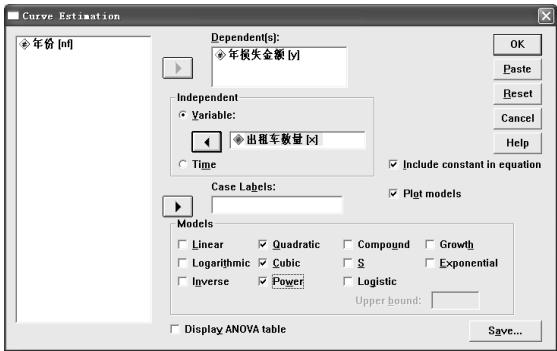 Curve Estimation
年份 [nf]
Dependent(s):
年损失金额 [y]
Independent
Variable:
出租车数量 [x]
Time
Case Labels:
OK
Paste
Reset
Cancel
Help
Include constant in equation
Plot models
Models
Linear Quadratic Compound Growth
Logarithmic Cubic S Exponential
Inverse Power Logistic
Upper bound:
Display ANOVA table
Save...